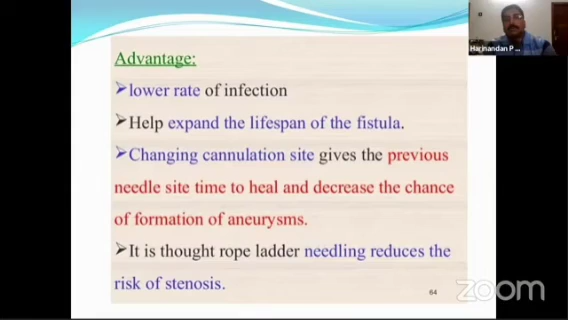 Advantage:
➢lower rate of infection
➢Help expand the lifespan of the fistula.
➢Changing cannulation site gives the previous
needle site time to heal and decrease the chance
of formation of aneurysms.
➢It is thought rope ladder needling reduces the
risk of stenosis.
64
zoom
Harinandan P ...